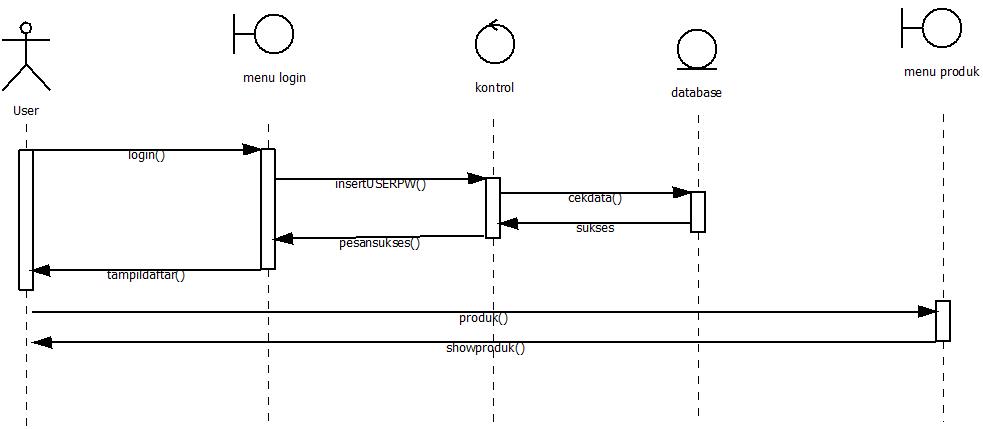 User
menu login
kontrol
database
menu produk
login()
insertUSERPW()
cekdata()
sukses
pesansukses()
tampildaftar()
produk()
showproduk()